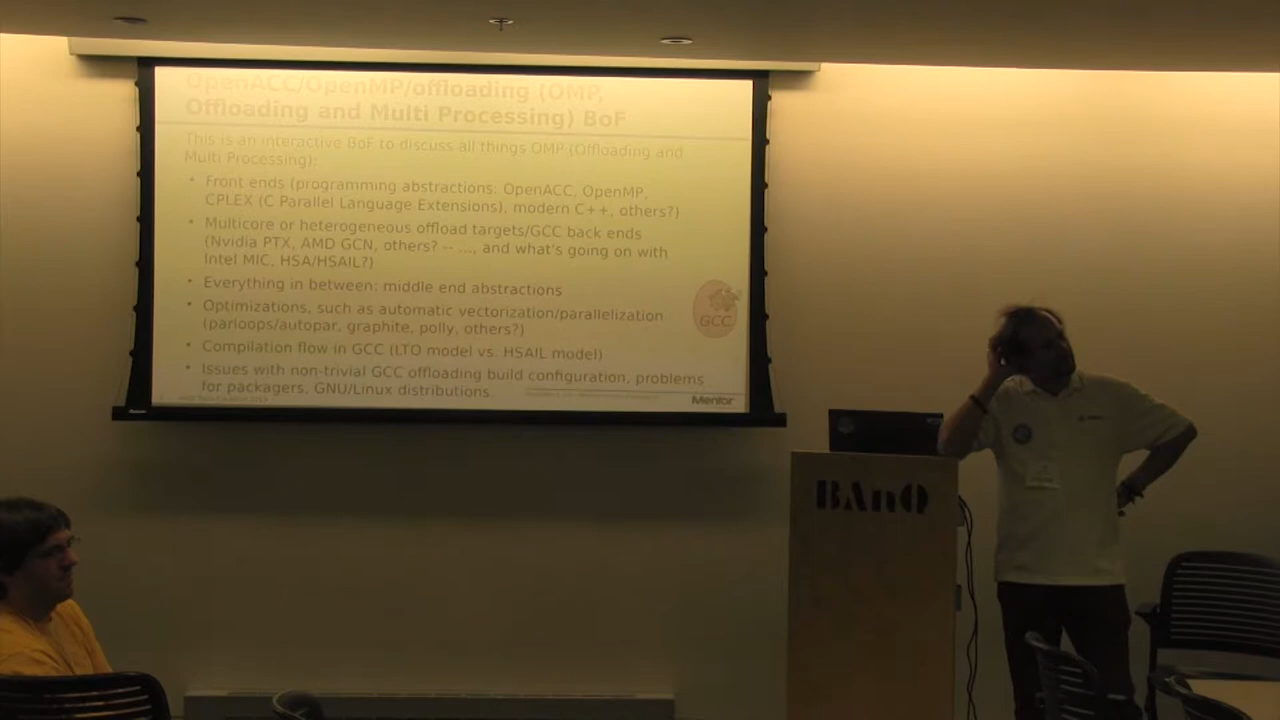 OpenACC/OpenMP/offloading (OMP,
Offloading and Multi Processing) BoF
This is an interactive BoF to discuss all things OMP (Offloading and
Multi Processing):
• Front ends (programming abstractions: OpenACC, OpenMP,
CPLEX (C Parallel Language Extensions), modern C++, others?)
• Multicore or heterogeneous offload targets/GCC back ends
(Nvidia PTX, AMD GCN, others? -- ..., and what's going on with
Intel MIC, HSA/HSAIL?)
• Everything in between: middle end abstractions
• Optimizations, such as automatic vectorization/parallelization
(parloops/autopar, graphite, polly, others?)
• Compilation flow in GCC (LTO model vs. HSAIL model)
• Issues with non-trivial GCC offloading build configuration, problems
for packagers, GNU/Linux distributions.
GCC
Mentor
BAnQ